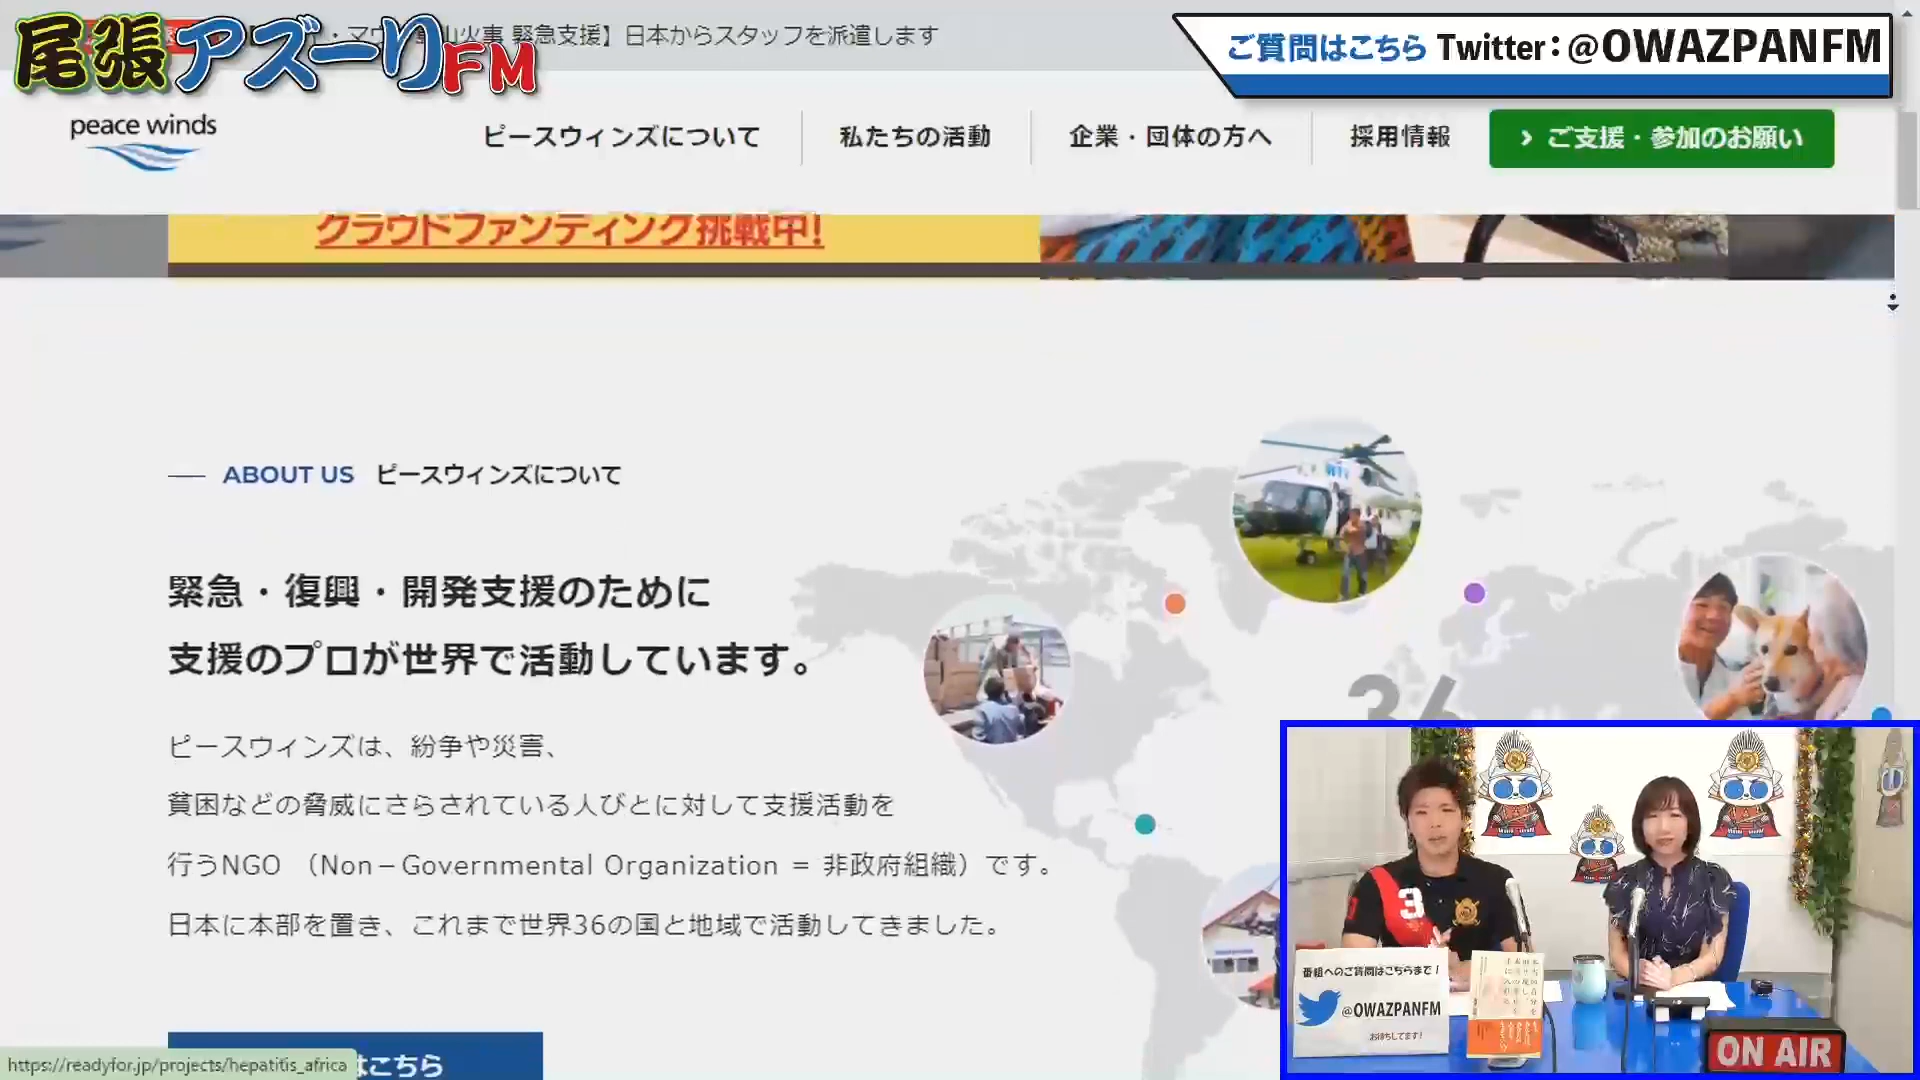 尾張アズーリFM
・マウイ島山火事 緊急支援】日本からスタッフを派遣します
ご質問はこちら Twitter：@OWAZPANFM
peace winds
ピースウィンズについて
私たちの活動
企業・団体の方へ
採用情報
› ご支援・参加のお願い
クラウドファンディング挑戦中!
ABOUT US ピースウィンズについて
緊急・復興・開発支援のために
支援のプロが世界で活動しています。
36
ピースウィンズは、紛争や災害、
貧困などの脅威にさらされている人びとに対して支援活動を
行うNGO （Non－Governmental Organization = 非政府組織）です。
日本に本部を置き、これまで世界36の国と地域で活動してきました。
はこちら
https://readyfor.jp/projects/hepatitis_africa
3
番組へのご質問はこちらまで！
@OWAZPANFM
お待ちしてます!
ON AIR